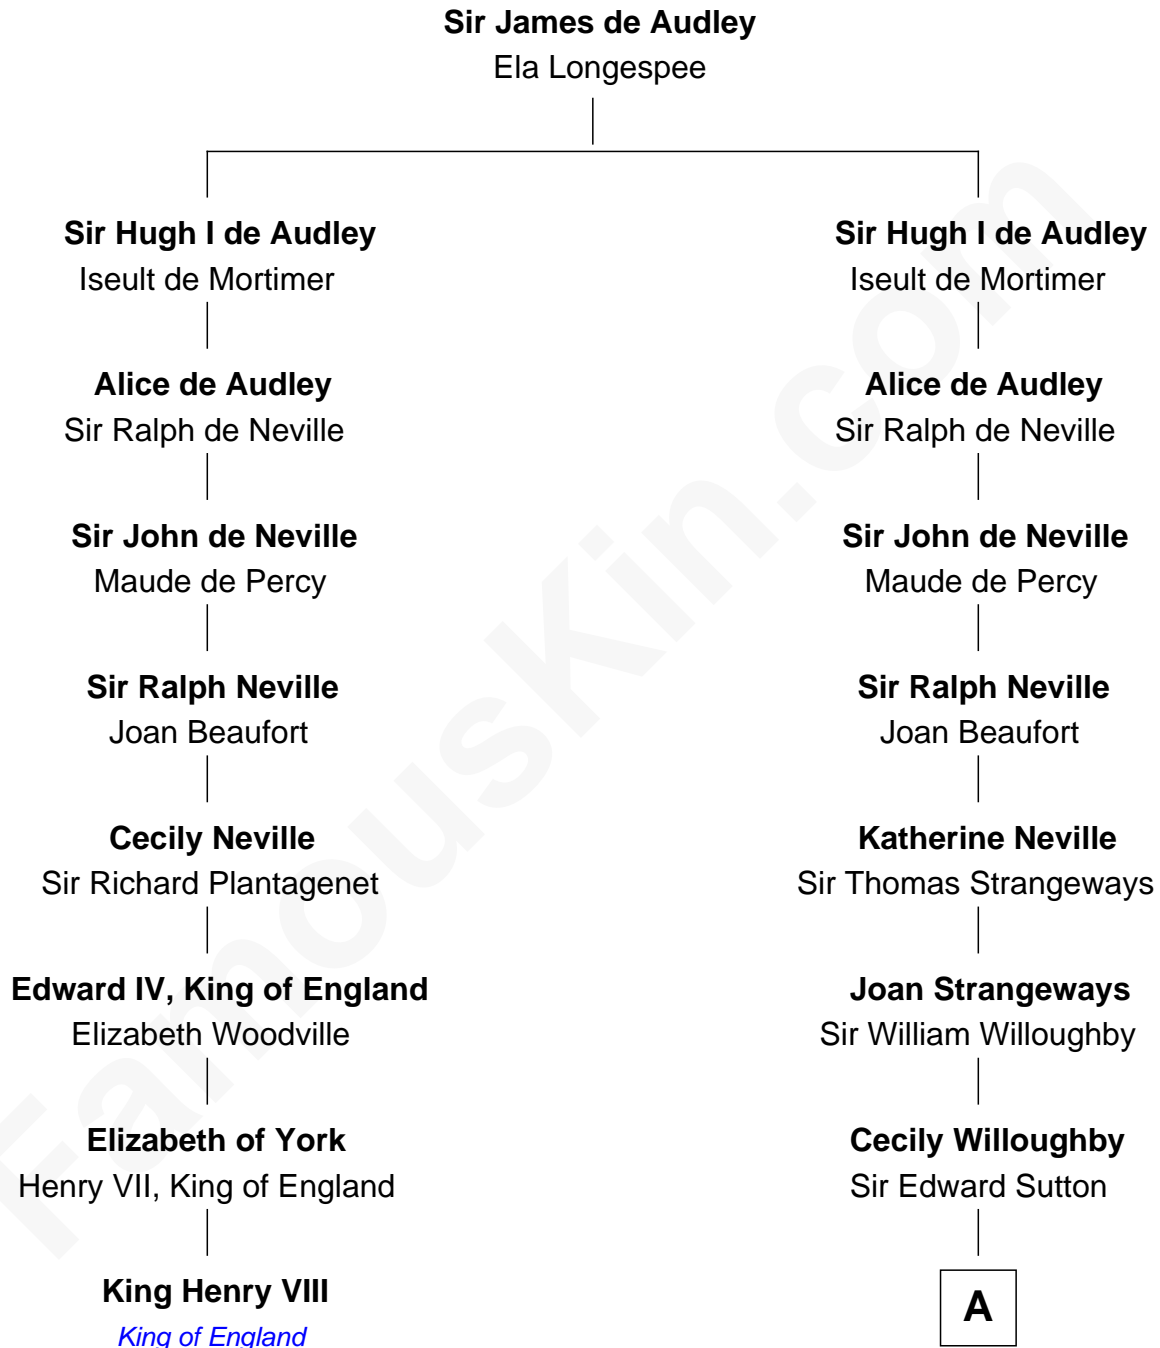 Sir James de Audley
Ela Longespee
Sir Hugh I de Audley
Iseult de Mortimer
Alice de Audley
Sir Ralph de Neville
Sir John de Neville
Maude de Percy
Sir Ralph Neville
Joan Beaufort
Cecily Neville
Sir Richard Plantagenet
Edward IV, King of England
Elizabeth Woodville
Elizabeth of York
Henry VII, King of England
King Henry VIII
King of England
Sir Hugh I de Audley
Iseult de Mortimer
Alice de Audley
Sir Ralph de Neville
Sir John de Neville
Maude de Percy
Sir Ralph Neville
Joan Beaufort
Katherine Neville
Sir Thomas Strangeways
Joan Strangeways
Sir William Willoughby
Cecily Willoughby
Sir Edward Sutton
A
FamousKin.com